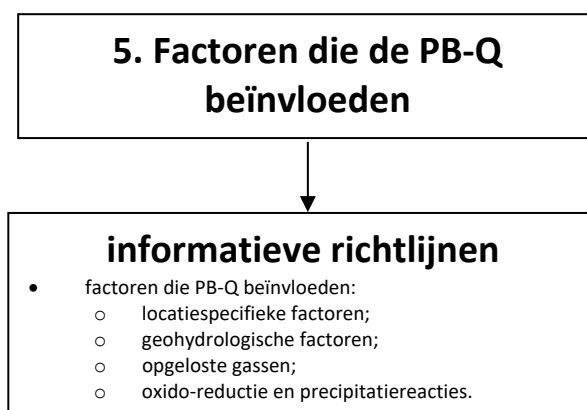 5. Factoren die de PB-Q
beïnvloeden
informatieve richtlijnen
• factoren die PB-Q beïnvloeden:
o locatiespecifieke factoren;
o geohydrologische factoren;
o opgeloste gassen;
o oxido-reductie en precipitatiereacties.